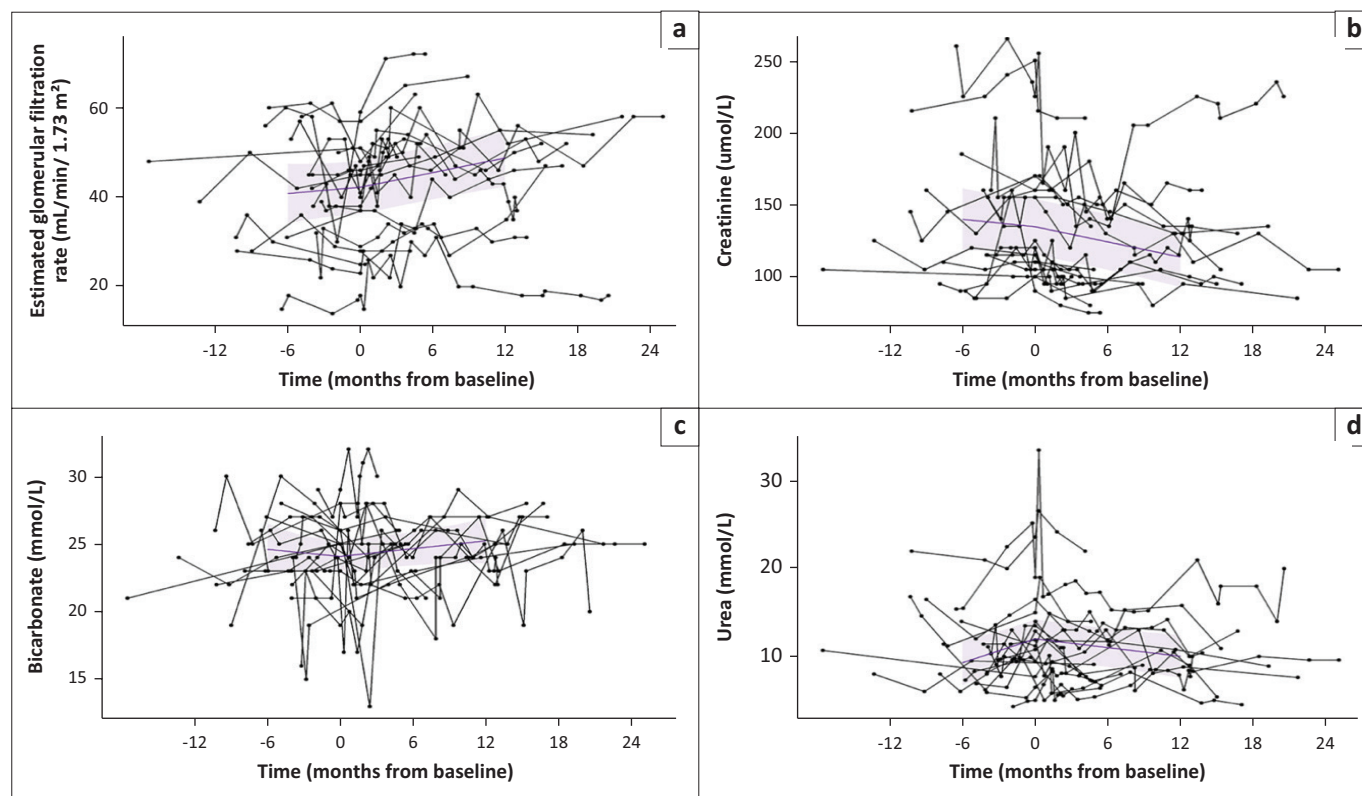 a
Estimated glomerular filtration
rate (mL/min/ 1.73 m²)
60
40
20
-12 -6 0 6 12 18 24
Time (months from baseline)
b
Creatinine (umol/L)
250
200
150
100
-12 -6 0 6 12 18 24
Time (months from baseline)
c
Bicarbonate (mmol/L)
30
25
20
15
-12 -6 0 6 12 18 24
Time (months from baseline)
d
Urea (mmol/L)
30
20
10
-12 -6 0 6 12 18 24
Time (months from baseline)